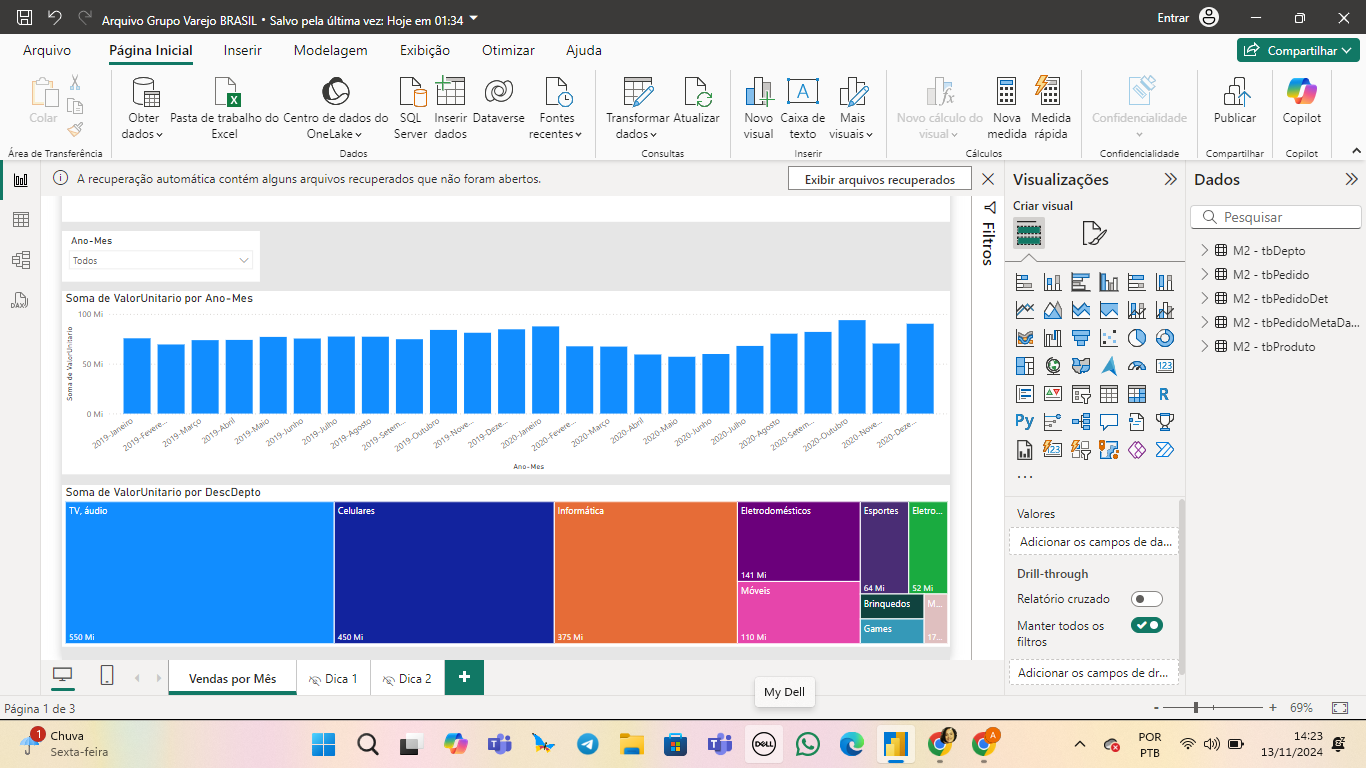 Arquivo Grupo Varejo BRASIL • Salvo pela última vez: Hoje em 01:34
Entrar
Arquivo
Página Inicial
Inserir
Modelagem
Exibição
Otimizar
Ajuda
Compartilhar
Colar
Obter dados
Pasta de trabalho do Excel
Centro de dados do OneLake
SQL Server
Inserir dados
Dataverse
Fontes recentes
Transformar dados
Atualizar
Novo visual
Caixa de texto
Mais visuais
Novo cálculo do visual
Nova medida
Medida rápida
Confidencialidade
Publicar
Copilot
Área de Transferência
Dados
Consultas
Inserir
Cálculos
Confidencialidade
Compartilhar
Copilot
A recuperação automática contém alguns arquivos recuperados que não foram abertos.
Exibir arquivos recuperados
Ano-Mes
Todos
Soma de ValorUnitario por Ano-Mes
Soma de ValorUnitario
100 Mi
50 Mi
0 Mi
2019-Janeiro
2019-Fevere...
2019-Março
2019-Abril
2019-Maio
2019-Junho
2019-Julho
2019-Agosto
2019-Setem...
2019-Outubro
2019-Nove...
2019-Deze...
2020-Janeiro
2020-Fevere...
2020-Março
2020-Abril
2020-Maio
2020-Junho
2020-Julho
2020-Agosto
2020-Setem...
2020-Outubro
2020-Nove...
2020-Deze...
Ano-Mes
Soma de ValorUnitario por DescDepto
TV, áudio
550 Mi
Celulares
450 Mi
Informática
375 Mi
Eletrodomésticos
141 Mi
Móveis
110 Mi
Esportes
64 Mi
Eletro...
52 Mi
Brinquedos
Games
M...
17...
Filtros
Visualizações
Criar visual
123
R
Py
123
...
Valores
Adicionar os campos de da...
Drill-through
Relatório cruzado
Manter todos os
filtros
Adicionar os campos de dr...
Dados
Pesquisar
M2 - tbDepto
M2 - tbPedido
M2 - tbPedidoDet
M2 - tbPedidoMetaDa...
M2 - tbProduto
Vendas por Mês
Dica 1
Dica 2
+
My Dell
Página 1 de 3
- + 69%
1
Chuva
Sexta-feira
DELL
A
POR
PTB
14:23
13/11/2024
DAX